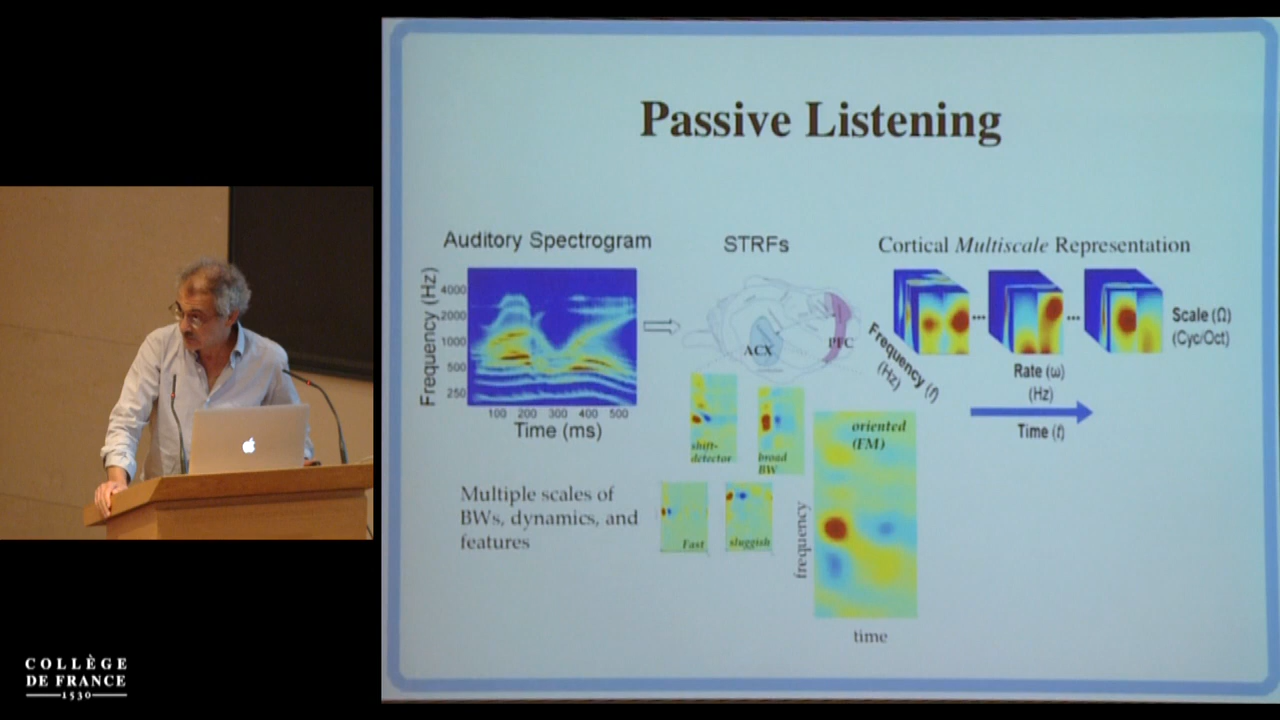 Passive Listening
Auditory Spectrogram
STRFs
Cortical Multiscale Representation
Frequency (Hz)
4000
2000
1000
500
250
100 200 300 400 500
Time (ms)
ACX
PFC
Frequency (f)
(Hz)
...
...
Scale (Ω)
(Cyc/Oct)
Rate (ω)
(Hz)
Time (t)
shift-
detector
broad
BW
oriented
(FM)
Fast
sluggish
Multiple scales of
BWs, dynamics, and
features
frequency
time
COLLÈGE
DE FRANCE
1530